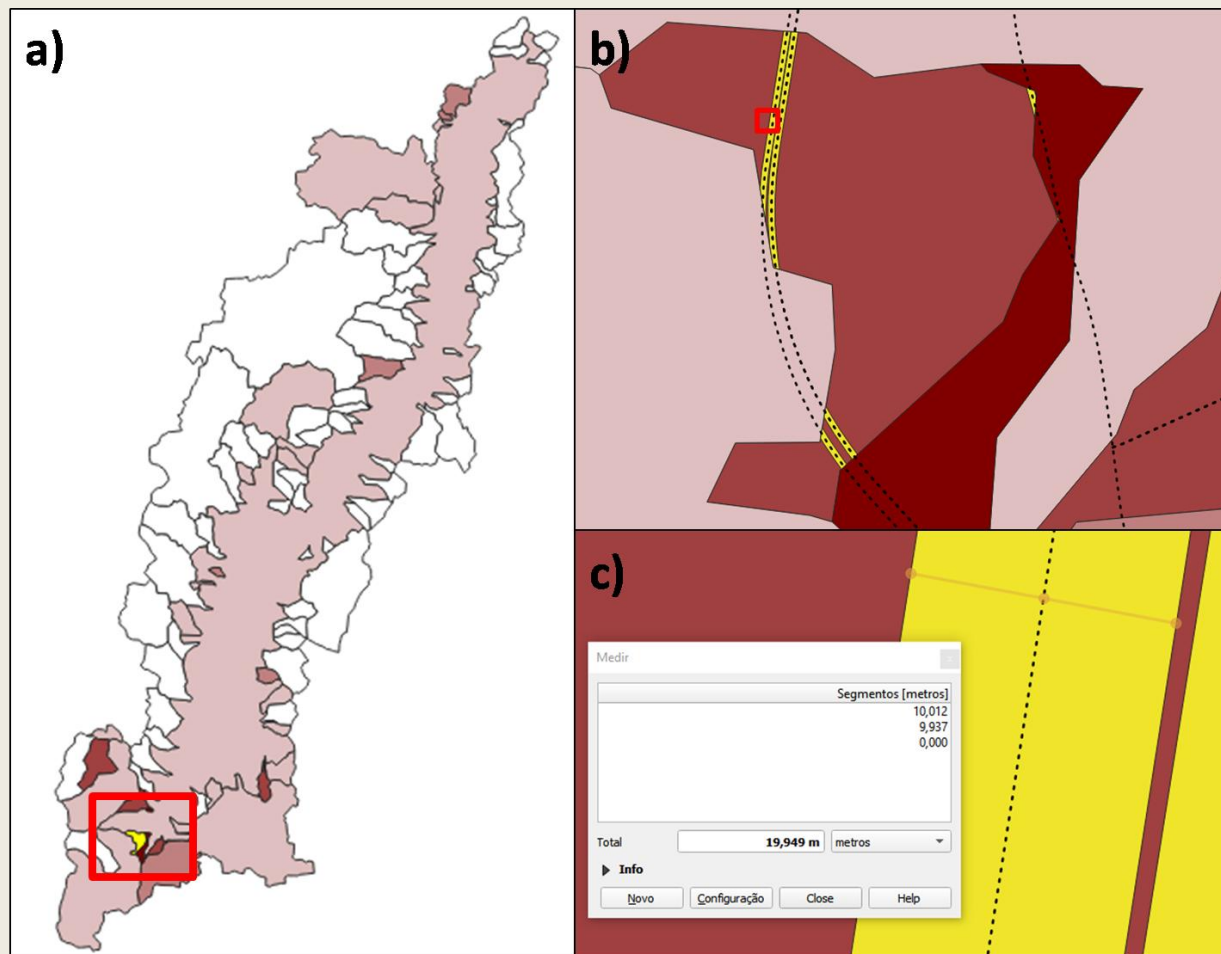 a)
b)
c)
Medir
Segmentos [metros]
10,012
9,937
0,000
Total 19,949 m metros
Info
Novo Configuração Close Help